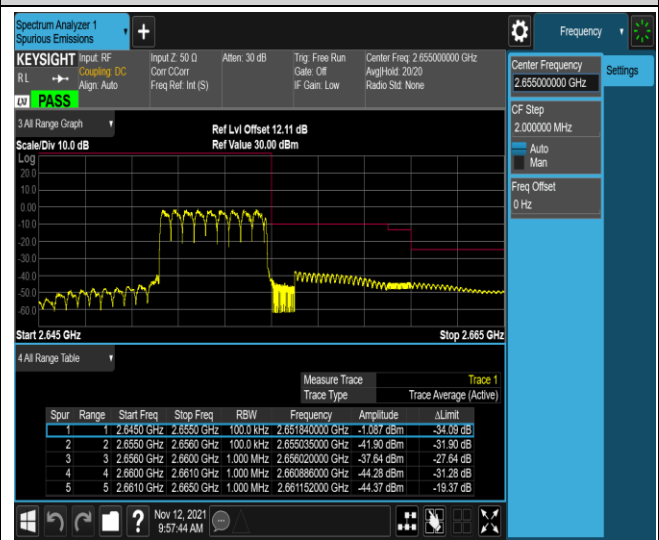 Spectrum Analyzer 1
Spurious Emissions
Frequency
KEYSIGHT
RL
Input: RF
Coupling: DC
Align: Auto
Input Z: 50 Ω
Corr CCorr
Freq Ref: Int (S)
Atten: 30 dB
Trig: Free Run
Gate: Off
IF Gain: Low
Center Freq: 2.655000000 GHz
Avg|Hold: 20/20
Radio Std: None
PASS
Center Frequency
2.655000000 GHz
Settings
CF Step
2.000000 MHz
Auto
Man
Freq Offset
0 Hz
3 All Range Graph
Scale/Div 10.0 dB
Ref Lvl Offset 12.11 dB
Ref Value 30.00 dBm
Log
20.0
10.0
0.00
-10.0
-20.0
-30.0
-40.0
-50.0
-60.0
Start 2.645 GHz
Stop 2.665 GHz
4 All Range Table
Measure Trace Trace 1
Trace Type Trace Average (Active)
Spur Range Start Freq Stop Freq RBW Frequency Amplitude ΔLimit
1 1 2.6450 GHz 2.6550 GHz 100.0 kHz 2.651840000 GHz -1.087 dBm -34.09 dB
2 2 2.6550 GHz 2.6560 GHz 100.0 kHz 2.655035000 GHz -41.90 dBm -31.90 dB
3 3 2.6560 GHz 2.6600 GHz 1.000 MHz 2.656020000 GHz -37.64 dBm -27.64 dB
4 4 2.6600 GHz 2.6610 GHz 1.000 MHz 2.660886000 GHz -44.28 dBm -31.28 dB
5 5 2.6610 GHz 2.6650 GHz 1.000 MHz 2.661152000 GHz -44.37 dBm -19.37 dB
Nov 12, 2021
9:57:44 AM